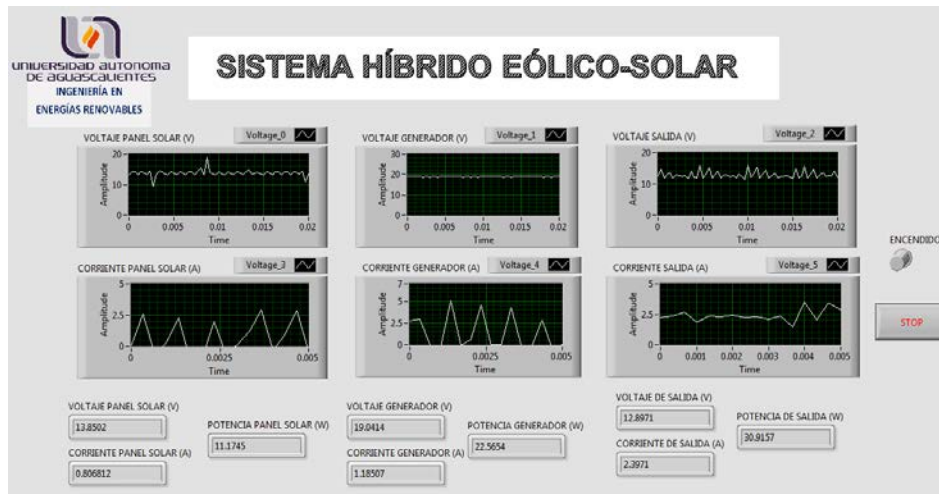 SISTEMA HÍBRIDO EÓLICO-SOLAR
UNIVERSIDAD AUTONOMA
DE AGUASCALIENTES
INGENIERÍA EN
ENERGÍAS RENOVABLES
VOLTAJE PANEL SOLAR (V) Voltage_0
20
10
0
Amplitude
0 0.005 0.01 0.015 0.02
Time
VOLTAJE GENERADOR (V) Voltage_1
30
20
10
0
Amplitude
0 0.005 0.01 0.015 0.02
Time
VOLTAJE SALIDA (V) Voltage_2
20
10
0
Amplitude
0 0.005 0.01 0.015 0.02
Time
ENCENDIDO
CORRIENTE PANEL SOLAR (A) Voltage_3
5
2.5
0
Amplitude
0 0.0025 0.005
Time
CORRIENTE GENERADOR (A) Voltage_4
7
5
2.5
0
Amplitude
0 0.0025 0.005
Time
CORRIENTE SALIDA (A) Voltage_5
5
2.5
0
Amplitude
0 0.001 0.002 0.003 0.004 0.005
Time
STOP
VOLTAJE PANEL SOLAR (V)
13.8502
CORRIENTE PANEL SOLAR (A)
0.806812
POTENCIA PANEL SOLAR (W)
11.1745
VOLTAJE GENERADOR (V)
19.0414
CORRIENTE GENERADOR (A)
1.18507
POTENCIA GENERADOR (W)
22.5654
VOLTAJE DE SALIDA (V)
12.8971
CORRIENTE DE SALIDA (A)
2.3971
POTENCIA DE SALIDA (W)
30.9157